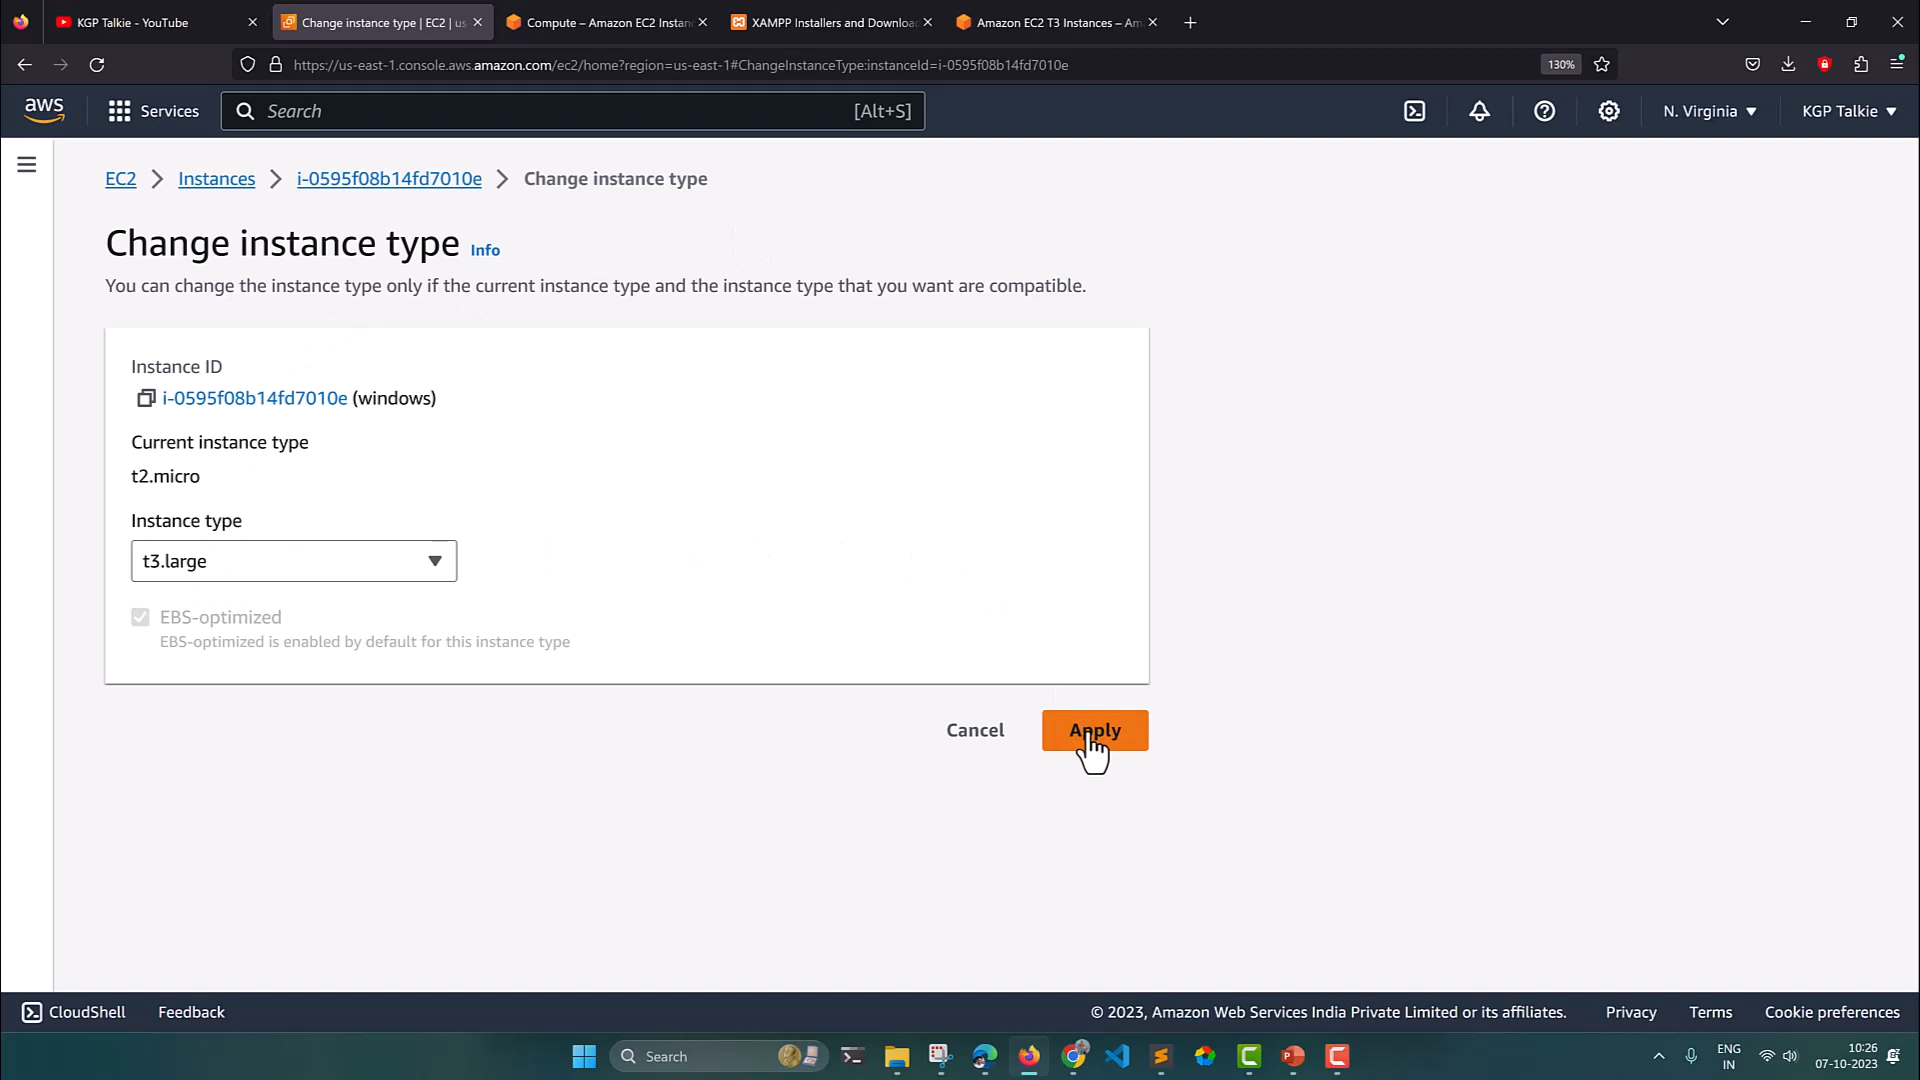 KGP Talkie - YouTube
Change instance type | EC2 | us
Compute – Amazon EC2 Instan
XAMPP Installers and Downloa
Amazon EC2 T3 Instances – Am
https://us-east-1.console.aws.amazon.com/ec2/home?region=us-east-1#ChangeInstanceType:instanceId=i-0595f08b14fd7010e
130%
aws
Services
Search
[Alt+S]
N. Virginia
KGP Talkie
EC2
Instances
i-0595f08b14fd7010e
Change instance type
Change instance type Info
You can change the instance type only if the current instance type and the instance type that you want are compatible.
Instance ID
i-0595f08b14fd7010e (windows)
Current instance type
t2.micro
Instance type
t3.large
EBS-optimized
EBS-optimized is enabled by default for this instance type
Cancel
Apply
CloudShell
Feedback
© 2023, Amazon Web Services India Private Limited or its affiliates.
Privacy
Terms
Cookie preferences
Search
ENG
IN
10:26
07-10-2023